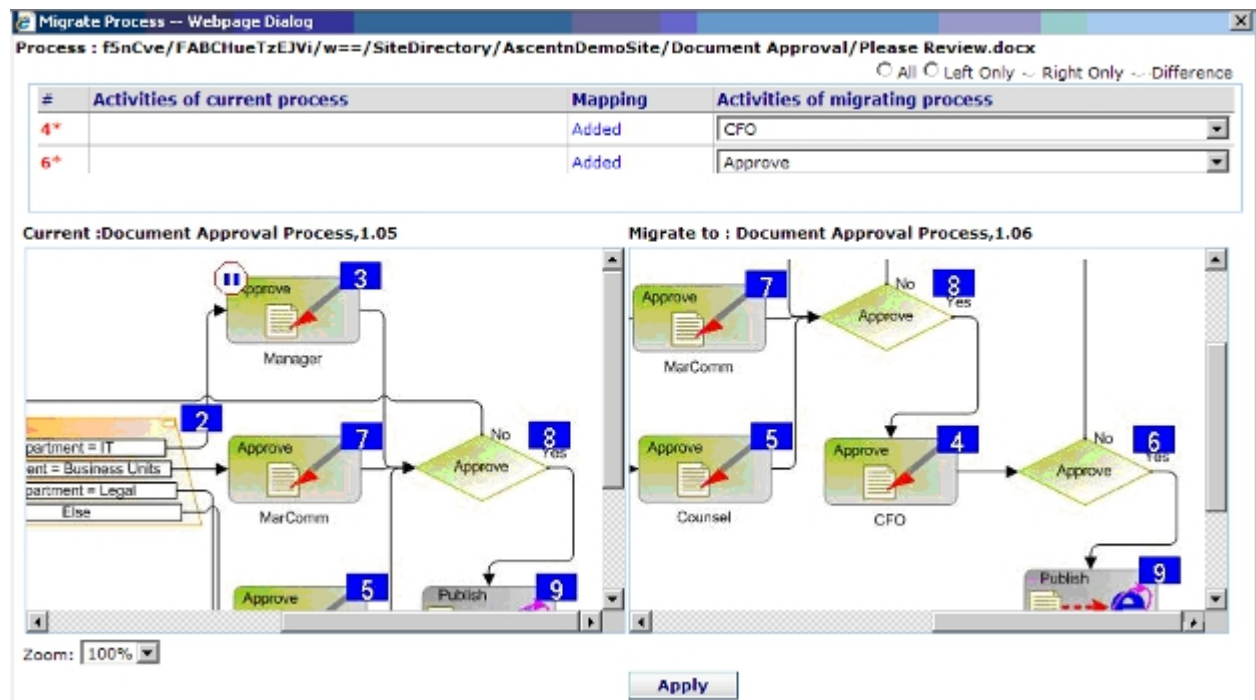 Migrate Process -- Webpage Dialog
Process : f5nCve/FABCHueTzEJVi/w==/SiteDirectory/AscentnDemoSite/Document Approval/Please Review.docx
All Left Only Right Only Difference
# Activities of current process Mapping Activities of migrating process
4* Added CFO
6* Added Approve
Current :Document Approval Process,1.05
Migrate to : Document Approval Process,1.06
3
Approve
Manager
2
partment = IT
ent = Business Units
partment = Legal
Else
7
Approve
MarComm
No
8
Yes
Approve
5
Approve
9
Publish
7
Approve
MarComm
No
8
Yes
Approve
5
Approve
Counsel
4
Approve
CFO
No
6
Yes
Approve
9
Publish
Zoom: 100%
Apply